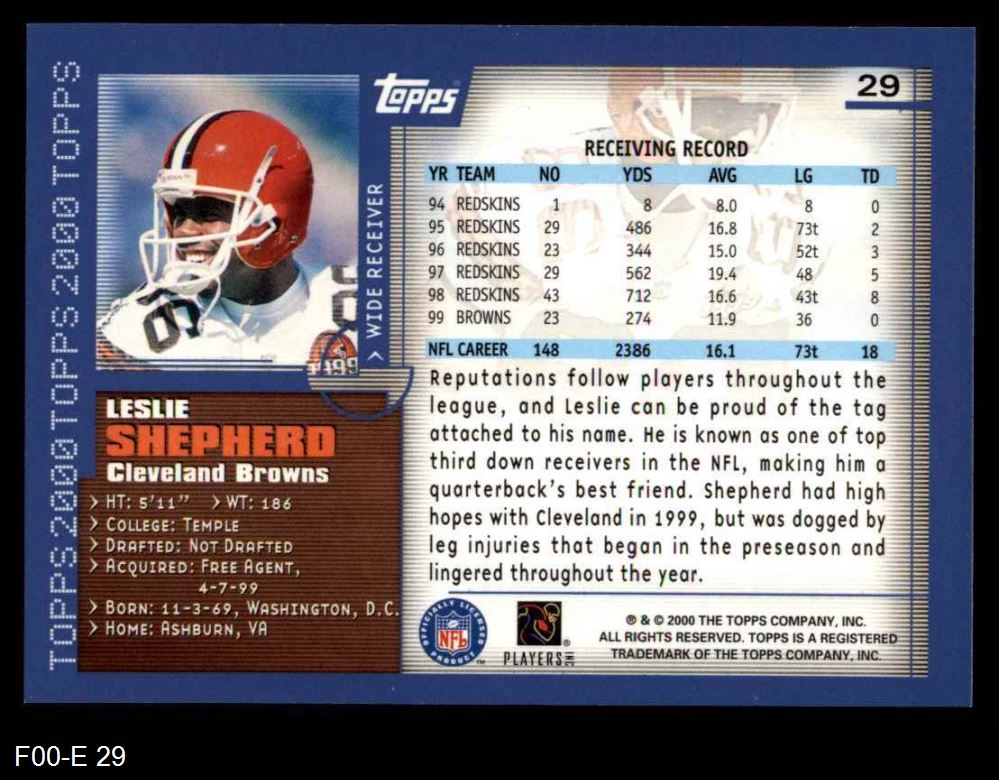 TOPPS 2000 TOPPS 2000 TOPPS 2000 TOPPS
TOPPS
29
> WIDE RECEIVER
199
LESLIE
SHEPHERD
Cleveland Browns
> HT: 5'11" > WT: 186
> COLLEGE: TEMPLE
> DRAFTED: NOT DRAFTED
> ACQUIRED: FREE AGENT,
4-7-99
> BORN: 11-3-69, WASHINGTON, D.C.
> HOME: ASHBURN, VA
RECEIVING RECORD
YR TEAM NO YDS AVG LG TD
94 REDSKINS 1 8 8.0 8 0
95 REDSKINS 29 486 16.8 73t 2
96 REDSKINS 23 344 15.0 52t 3
97 REDSKINS 29 562 19.4 48 5
98 REDSKINS 43 712 16.6 43t 8
99 BROWNS 23 274 11.9 36 0
NFL CAREER 148 2386 16.1 73t 18
Reputations follow players throughout the
league, and Leslie can be proud of the tag
attached to his name. He is known as one of top
third down receivers in the NFL, making him a
quarterback's best friend. Shepherd had high
hopes with Cleveland in 1999, but was dogged by
leg injuries that began in the preseason and
lingered throughout the year.
OFFICIALLY LICENSED
NFL
PRODUCT ™
PLAYERS INC ®
® & © 2000 THE TOPPS COMPANY, INC.
ALL RIGHTS RESERVED. TOPPS IS A REGISTERED
TRADEMARK OF THE TOPPS COMPANY, INC.
F00-E 29